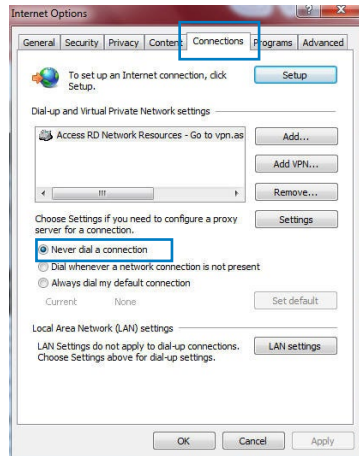 Internet Options
General Security Privacy Content Connections Programs Advanced
To set up an Internet connection, click
Setup.
Setup
Dial-up and Virtual Private Network settings
Access RD Network Resources - Go to vpn.as
Add...
Add VPN...
Remove...
Choose Settings if you need to configure a proxy
server for a connection.
Settings
Never dial a connection
Dial whenever a network connection is not present
Always dial my default connection
Current None
Set default
Local Area Network (LAN) settings
LAN Settings do not apply to dial-up connections.
Choose Settings above for dial-up settings.
LAN settings
OK Cancel Apply